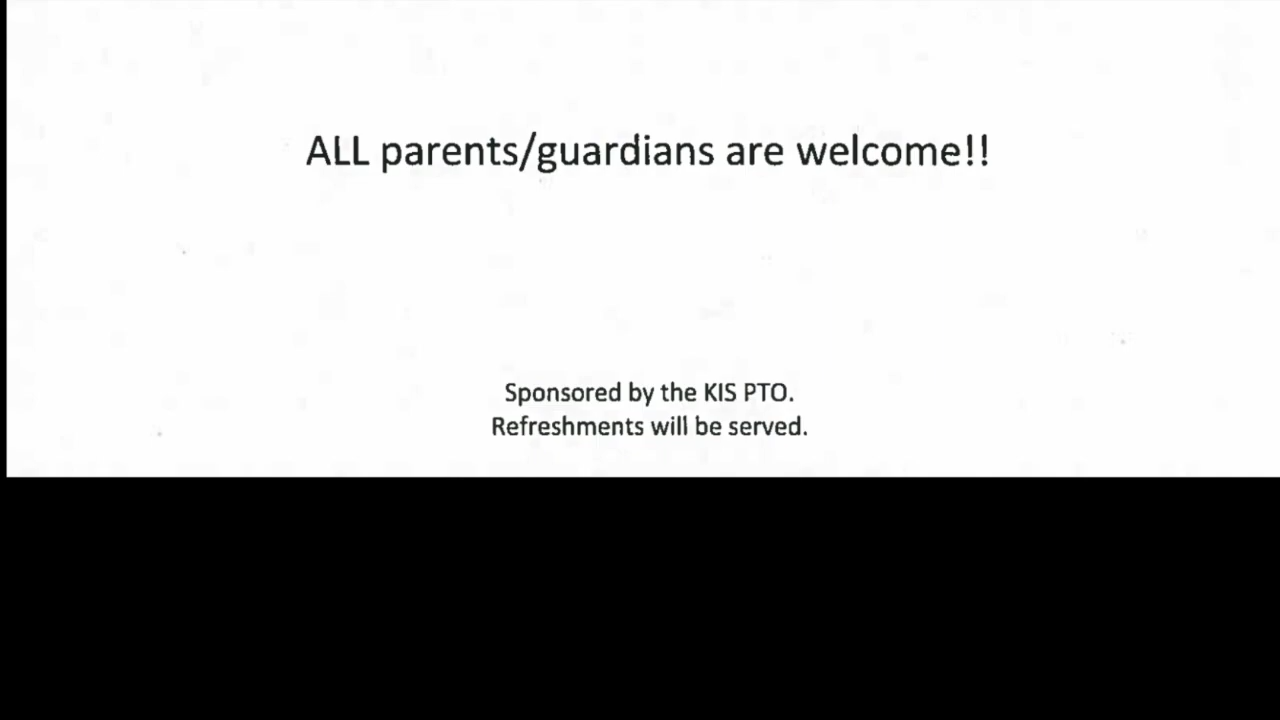 ALL parents/guardians are welcome!!
Sponsored by the KIS PTO.
Refreshments will be served.